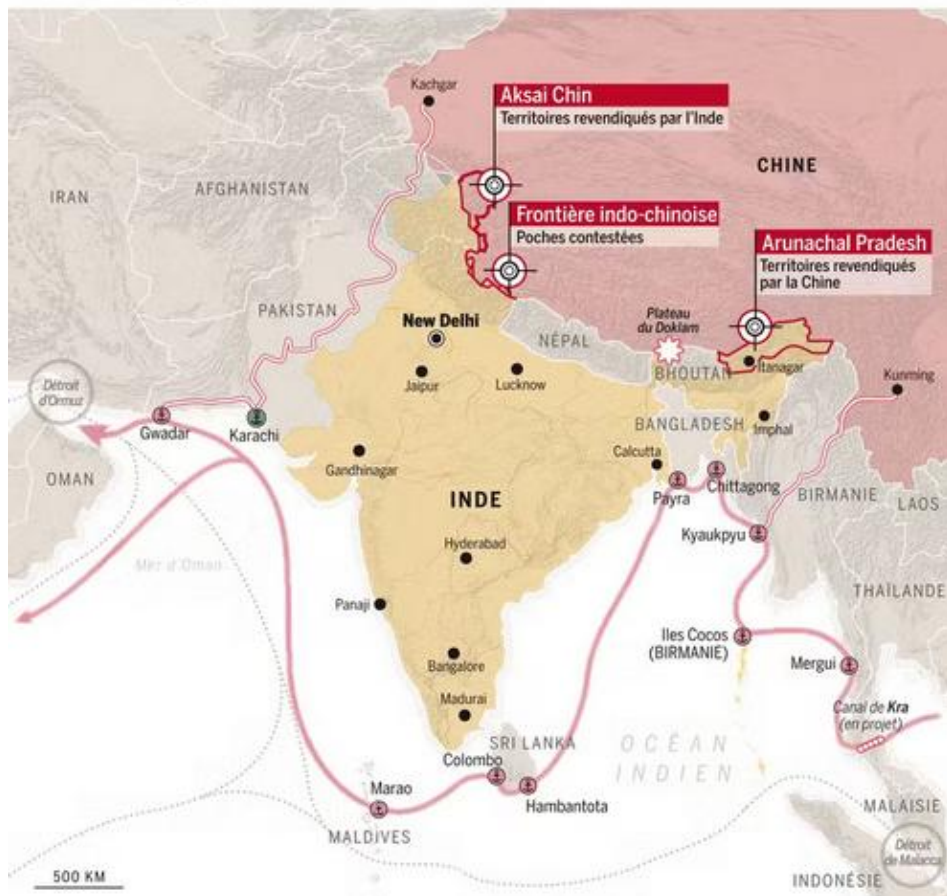 Kachgar
Aksai Chin
Territoires revendiqués par l'Inde
CHINE
IRAN
AFGHANISTAN
Frontière indo-chinoise
Poches contestées
Arunachal Pradesh
Territoires revendiqués
par la Chine
PAKISTAN
New Delhi
NÉPAL
Plateau
du Doklam
Détroit
d'Ormuz
Jaipur
Lucknow
BHOUTAN
Itanagar
Kunming
Gwadar
Karachi
BANGLADESH
Imphal
OMAN
Gandhinagar
Calcutta
Payra
Chittagong
BIRMANIE
LAOS
INDE
Kyaukpyu
Hyderabad
Mer d'Oman
THAÏLANDE
Panaji
Iles Cocos
(BIRMANIE)
Mergui
Bangalore
Madurai
Canal de Kra
(en projet)
SRI LANKA
OCÉAN
INDIEN
Colombo
Marao
Hambantota
MALDIVES
MALAISIE
Détroit
de Malacca
500 KM
INDONÉSIE